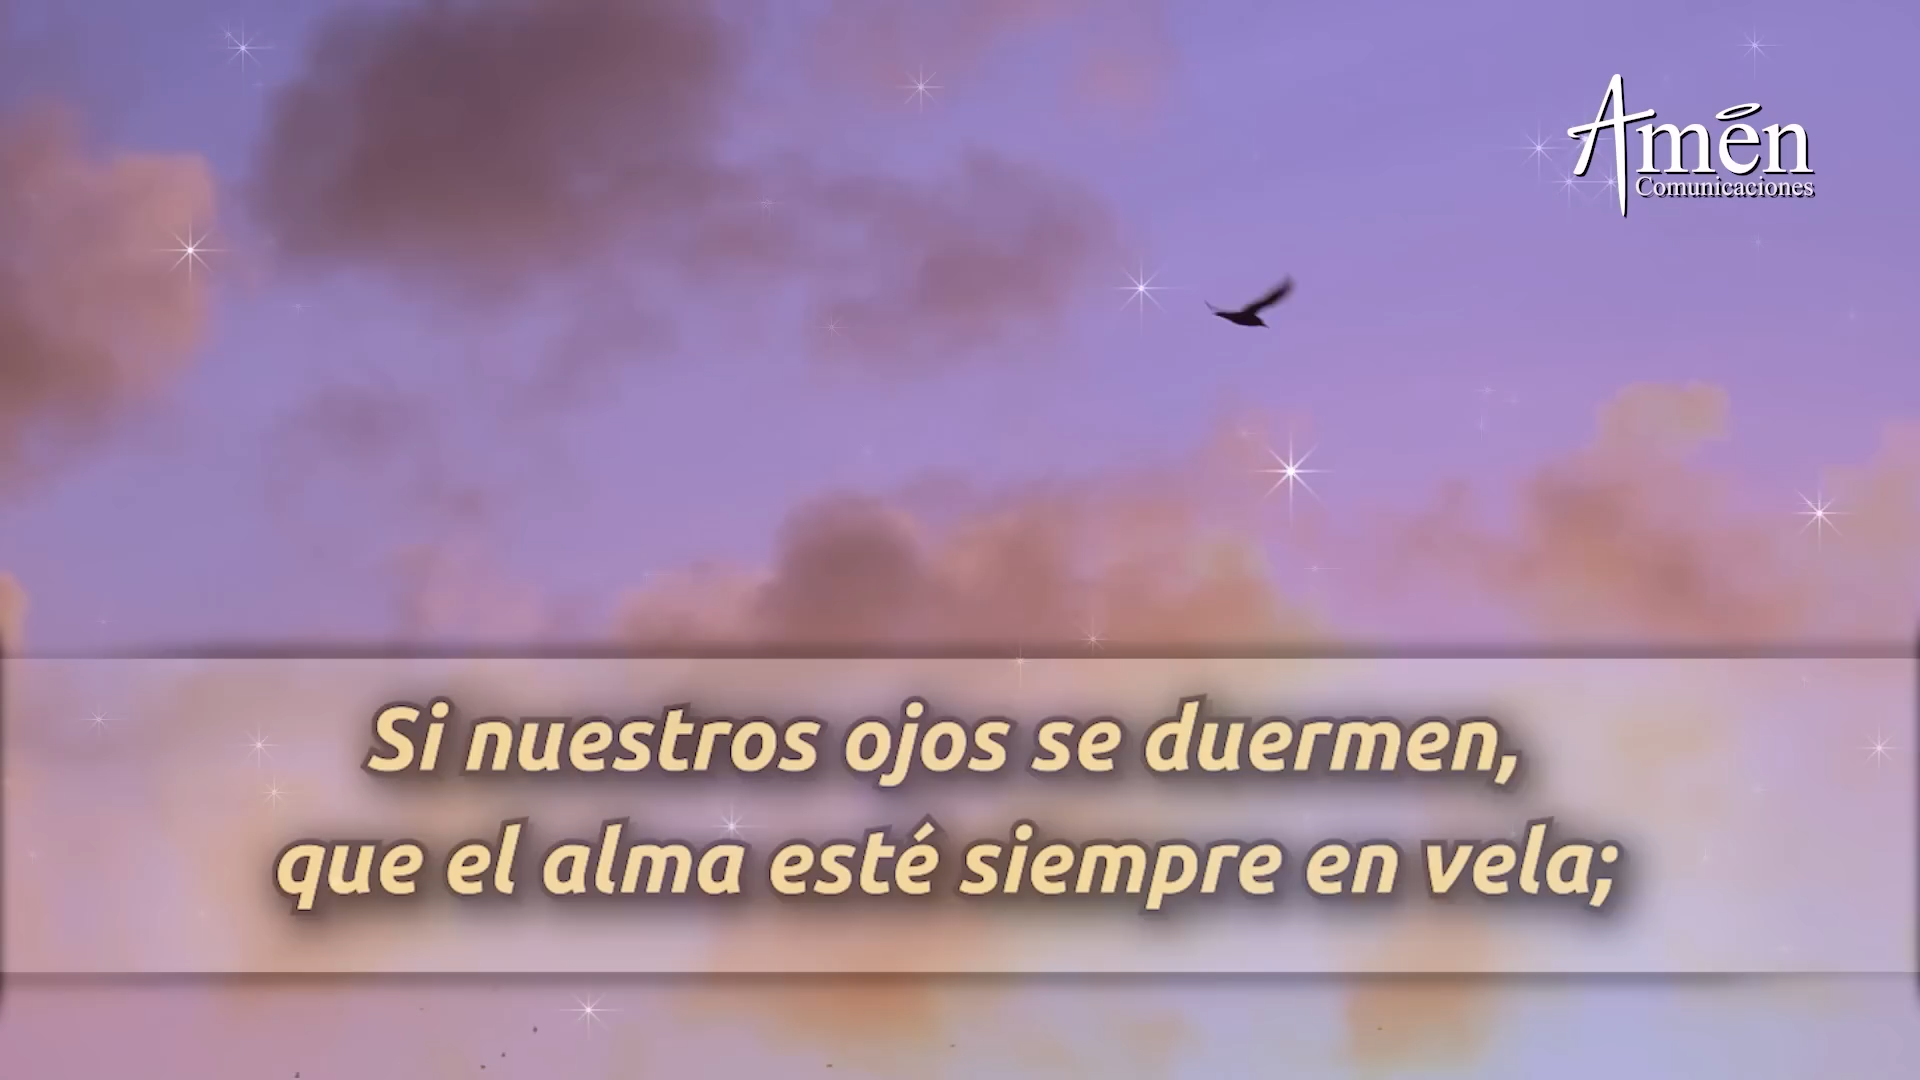 Amén
Comunicaciones
Si nuestros ojos se duermen,
que el alma esté siempre en vela;